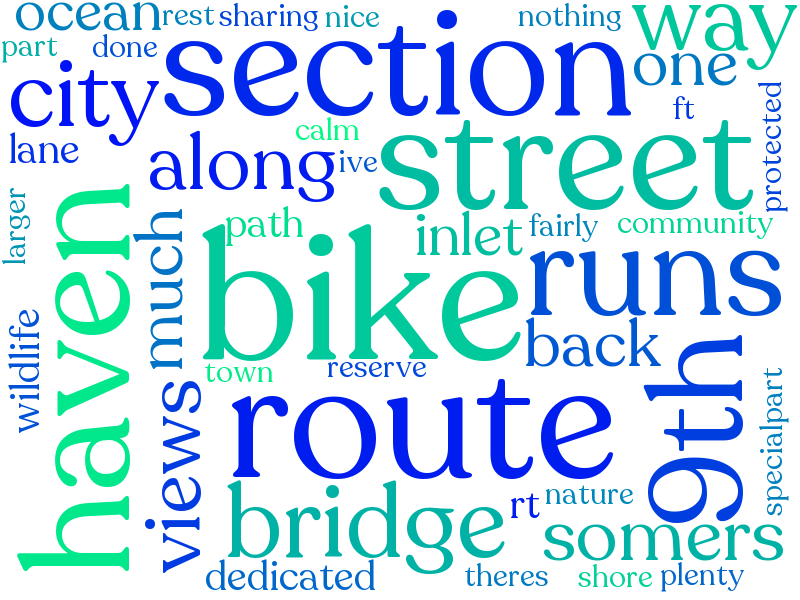 ocean
rest
sharing
nice
nothing
way
part
done
section
one
city
ft
lane
calm
along
ive
street
protected
larger
path
inlet
fairly
community
haven
much
bike
runs
wildlife
back
town
reserve
views
route
9th
specialpart
bridge
rt
nature
somers
dedicated
theres
shore
plenty